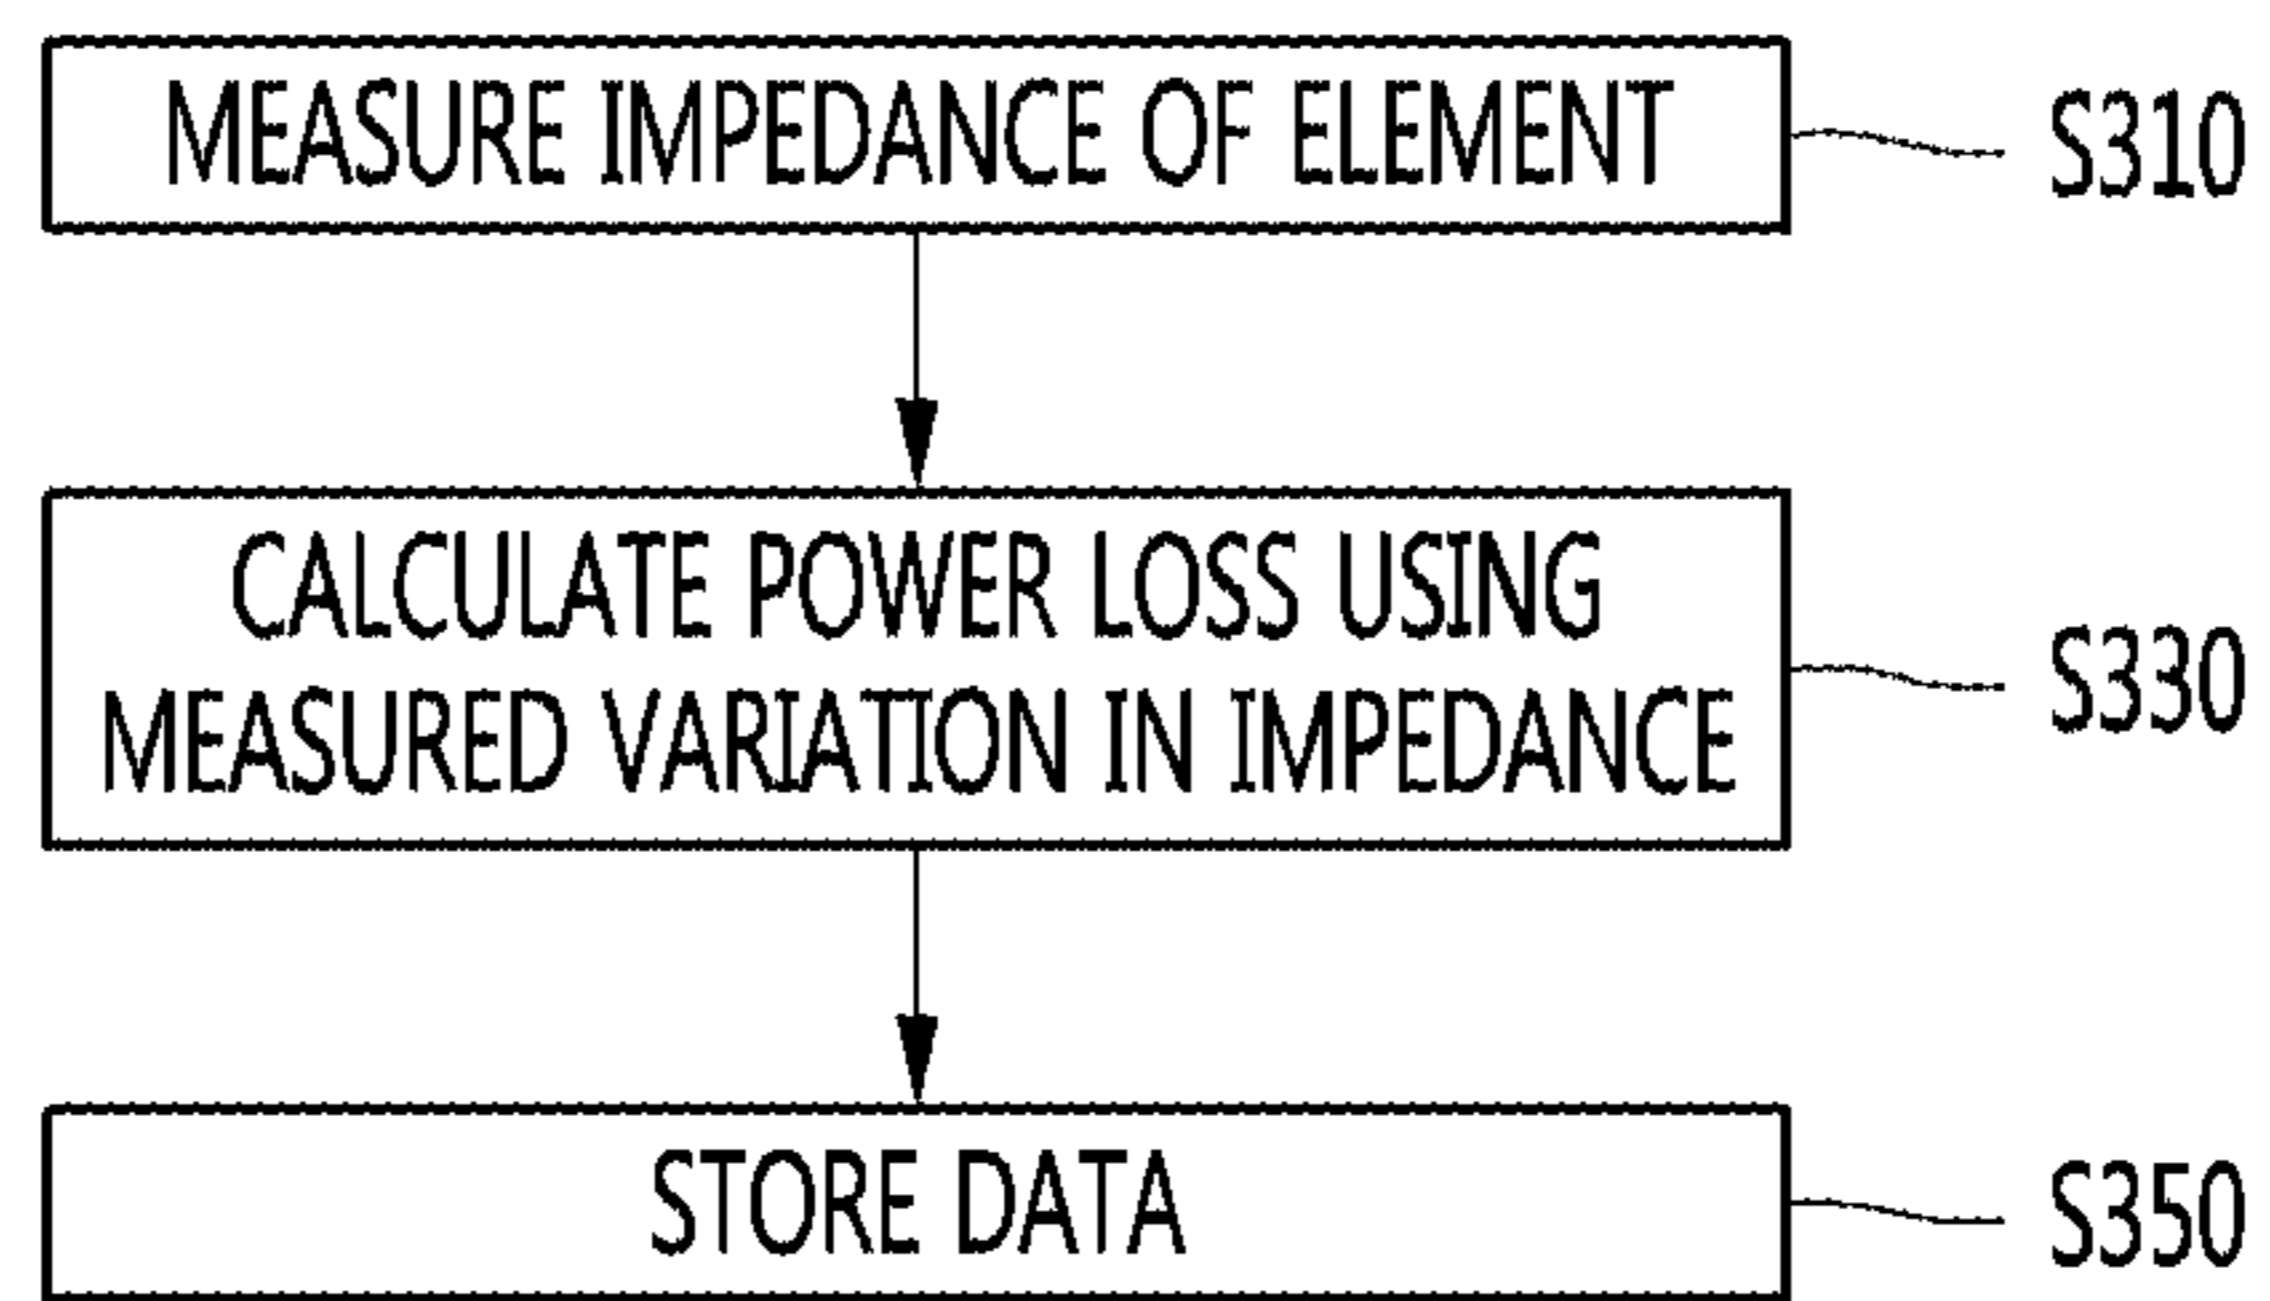 MEASURE IMPEDANCE OF ELEMENT
S310
CALCULATE POWER LOSS USING
MEASURED VARIATION IN IMPEDANCE
S330
STORE DATA
S350